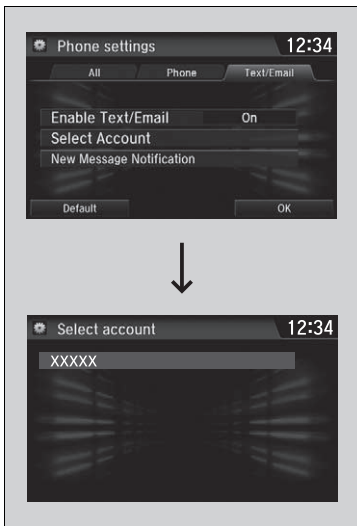 Phone settings 12:34
All Phone Text/Email
Enable Text/Email On
Select Account
New Message Notification
Default OK
Select account 12:34
XXXXX